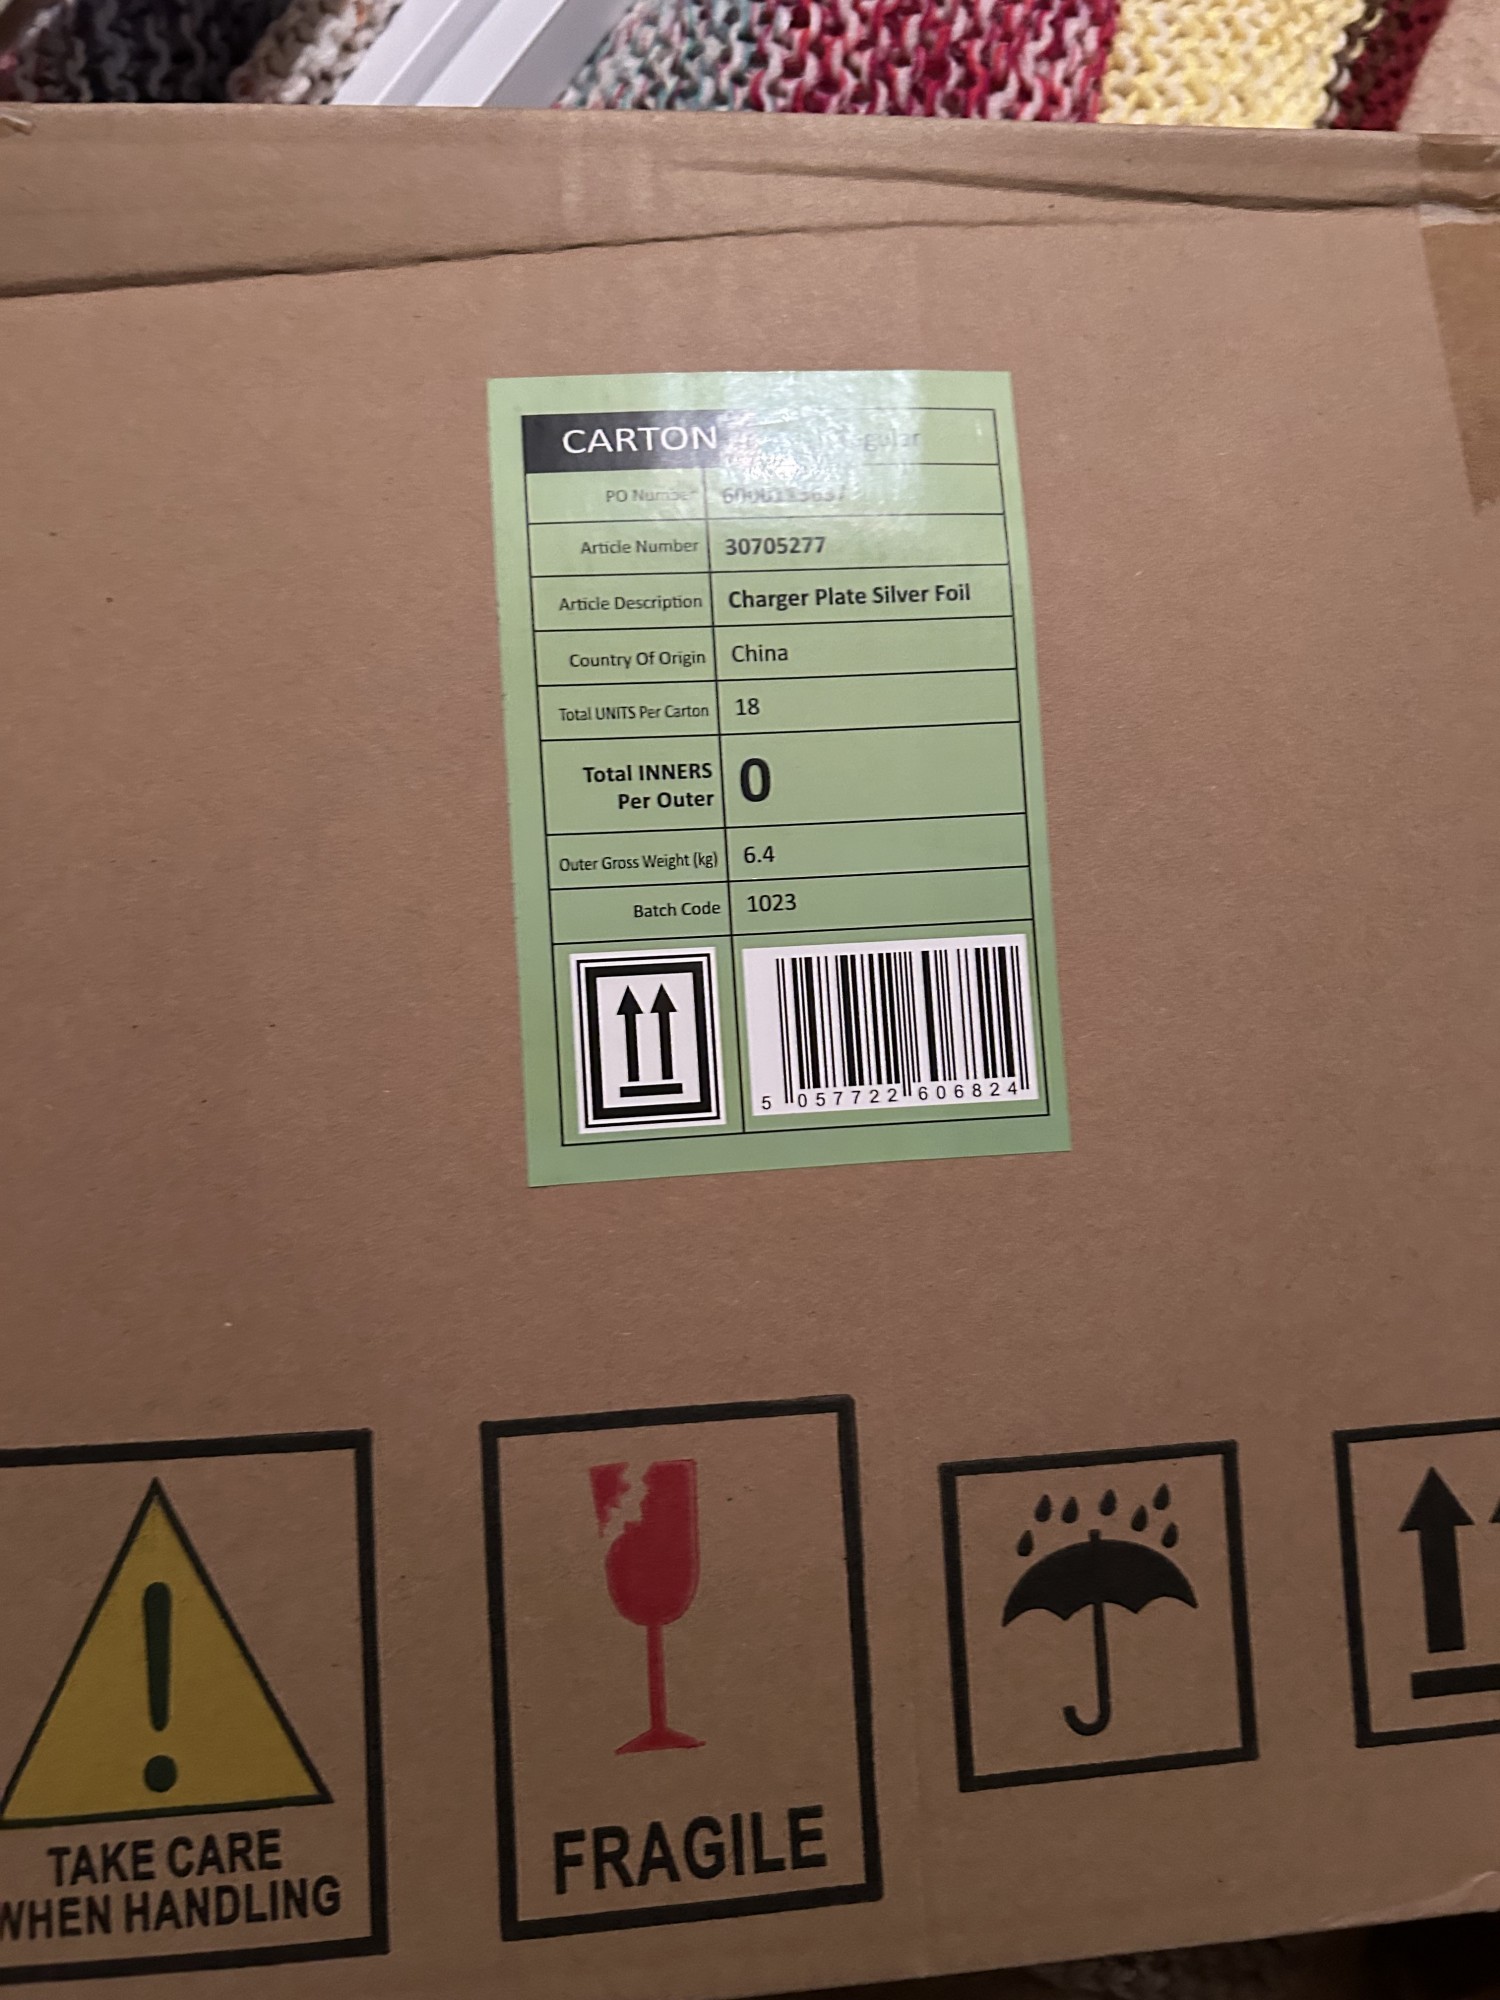 CARTON
PO Number
Article Number 30705277
Article Description Charger Plate Silver Foil
Country Of Origin China
Total UNITS Per Carton 18
Total INNERS
Per Outer 0
Outer Gross Weight (kg) 6.4
Batch Code 1023
5 057722 606824
TAKE CARE
WHEN HANDLING
FRAGILE